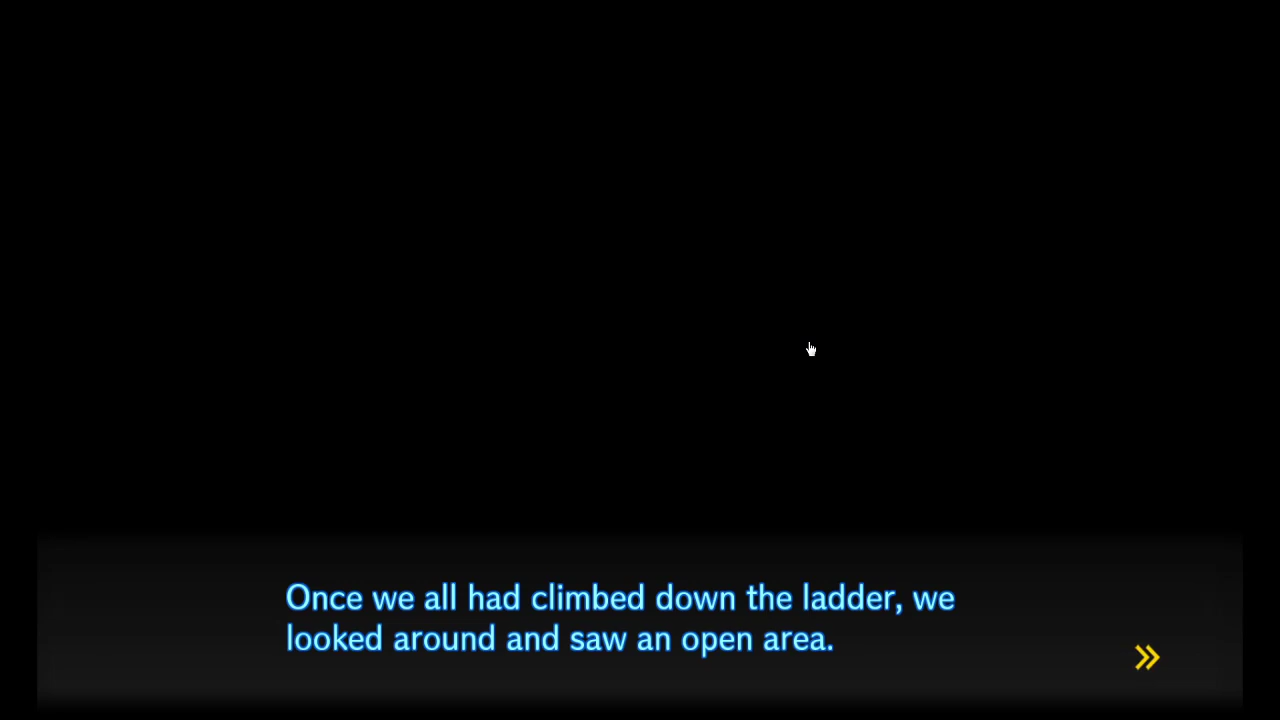 Once we all had climbed down the ladder, we
looked around and saw an open area.